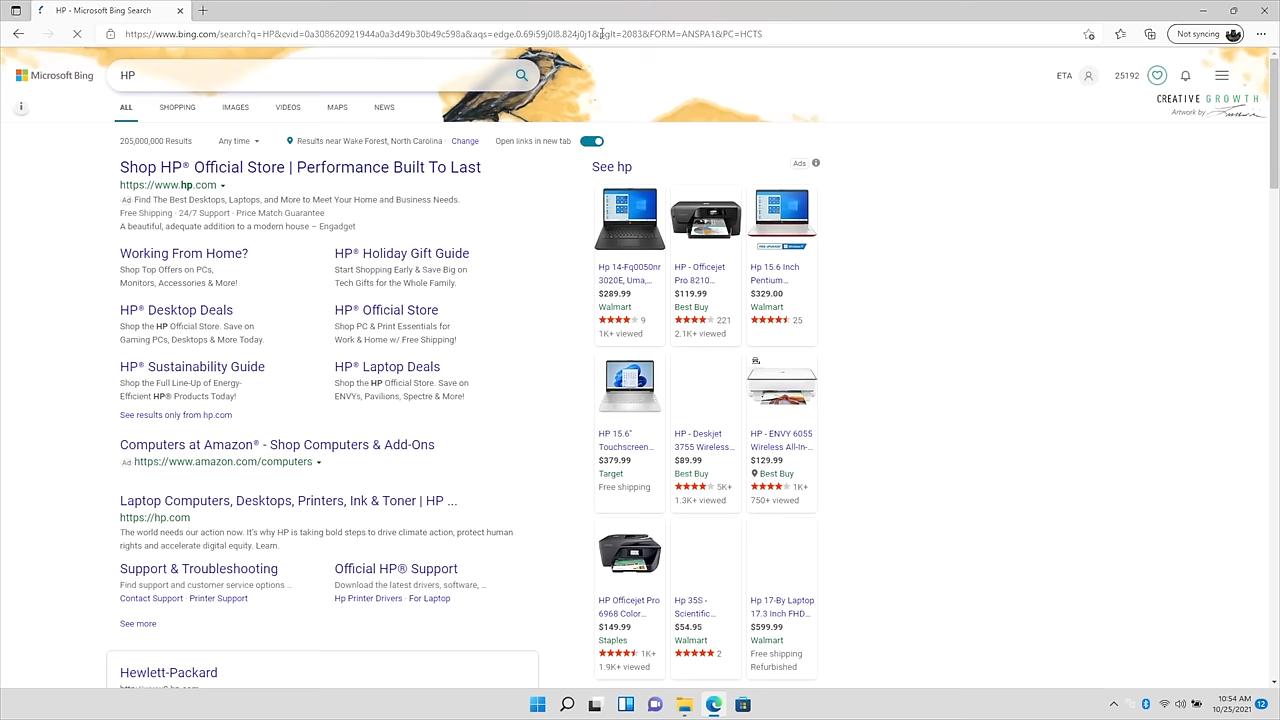 HP - Microsoft Bing Search
https://www.bing.com/search?q=HP&cvid=0a308620921944a0a3d49b30b49c598a&aqs=edge.0.69i59j0l8.824j0j1&pglt=2083&FORM=ANSPA1&PC=HCTS
Not syncing
Microsoft Bing
HP
ETA
25192
ALL
SHOPPING
IMAGES
VIDEOS
MAPS
NEWS
CREATIVE GROWTH
Artwork by
205,000,000 Results
Any time
Results near Wake Forest, North Carolina · Change
Open links in new tab
Shop HP® Official Store | Performance Built To Last
https://www.hp.com
Ad Find The Best Desktops, Laptops, and More to Meet Your Home and Business Needs.
Free Shipping · 24/7 Support · Price Match Guarantee
A beautiful, adequate addition to a modern house – Engadget
Working From Home?
Shop Top Offers on PCs,
Monitors, Accessories & More!
HP® Holiday Gift Guide
Start Shopping Early & Save Big on
Tech Gifts for the Whole Family.
HP® Desktop Deals
Shop the HP Official Store. Save on
Gaming PCs, Desktops & More Today.
HP® Official Store
Shop PC & Print Essentials for
Work & Home w/ Free Shipping!
HP® Sustainability Guide
Shop the Full Line-Up of Energy-
Efficient HP® Products Today!
HP® Laptop Deals
Shop the HP Official Store. Save on
ENVYs, Pavilions, Spectre & More!
See results only from hp.com
Computers at Amazon® - Shop Computers & Add-Ons
Ad https://www.amazon.com/computers
Laptop Computers, Desktops, Printers, Ink & Toner | HP ...
https://hp.com
The world needs our action now. It's why HP is taking bold steps to drive climate action, protect human
rights and accelerate digital equity. Learn.
Support & Troubleshooting
Find support and customer service options ...
Contact Support · Printer Support
Official HP® Support
Download the latest drivers, software, ...
Hp Printer Drivers · For Laptop
See more
Hewlett-Packard
See hp
Ads
Hp 14-Fq0050nr
3020E, Uma,...
$289.99
Walmart
9
1K+ viewed
HP - Officejet
Pro 8210...
$119.99
Best Buy
221
2.1K+ viewed
Hp 15.6 Inch
Pentium...
$329.00
Walmart
25
HP 15.6"
Touchscreen...
$379.99
Target
Free shipping
HP - Deskjet
3755 Wireless...
$89.99
Best Buy
5K+
1.3K+ viewed
HP - ENVY 6055
Wireless All-In-...
$129.99
Best Buy
1K+
750+ viewed
HP Officejet Pro
6968 Color...
$149.99
Staples
1K+
1.9K+ viewed
Hp 35S -
Scientific...
$54.95
Walmart
2
Hp 17-By Laptop
17.3 Inch FHD...
$599.99
Walmart
Free shipping
Refurbished
10:54 AM
10/25/2021
12